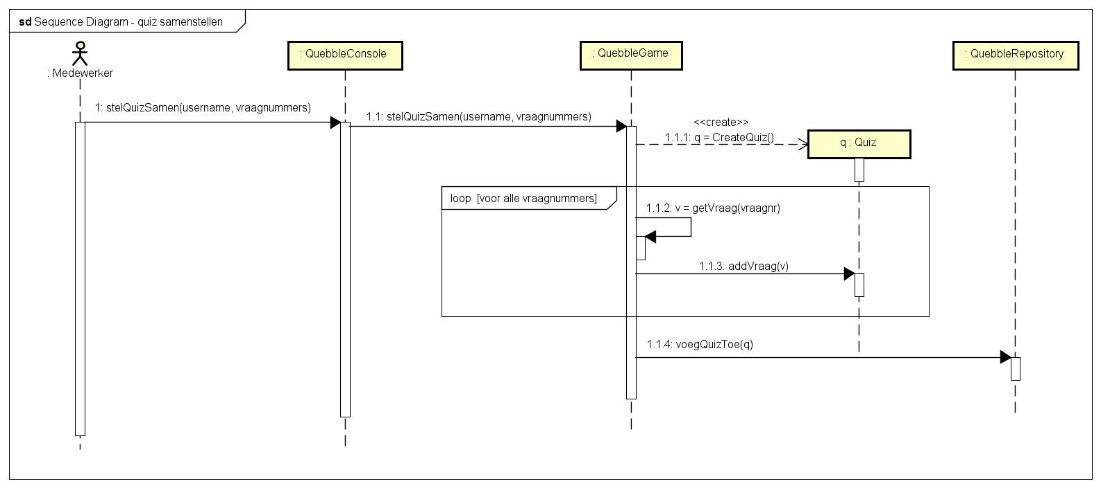 sd Sequence Diagram - quiz samenstellen
: Medewerker
: QuebbleConsole
: QuebbleGame
: QuebbleRepository
1: stelQuizSamen(username, vraagnummers)
1.1: stelQuizSamen(username, vraagnummers)
<<create>>
1.1.1: q = CreateQuiz()
q : Quiz
loop [voor alle vraagnummers]
1.1.2: v = getVraag(vraagnr)
1.1.3: addVraag(v)
1.1.4: voegQuizToe(q)